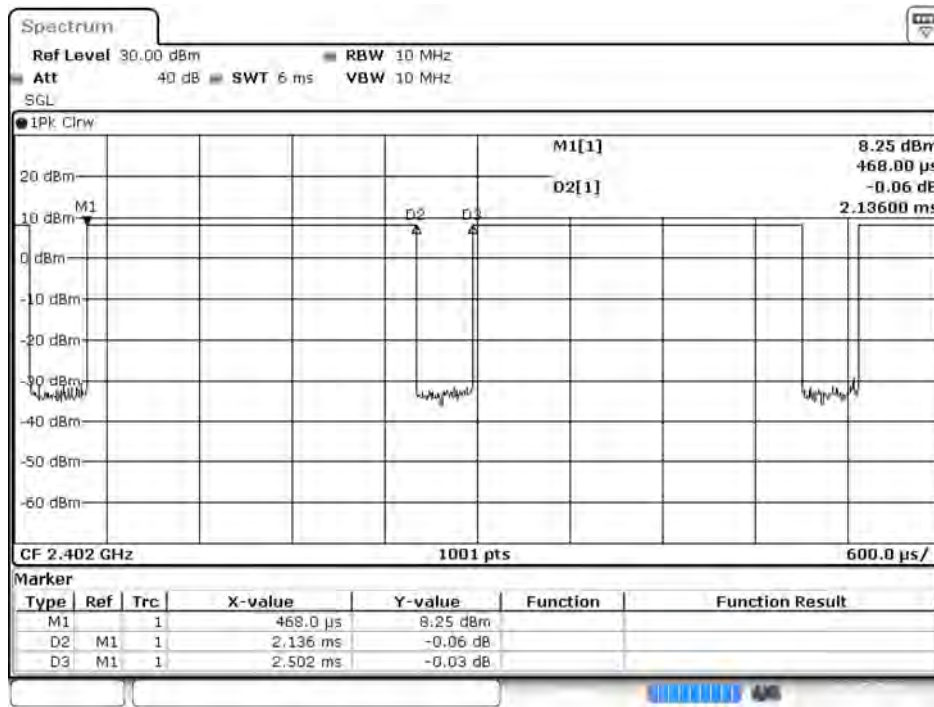 Spectrum
Ref Level 30.00 dBm RBW 10 MHz
Att 40 dB SWT 6 ms VBW 10 MHz
SGL
1Pk Clrw
M1[1] 8.25 dBm
468.00 µs
20 dBm
D2[1] -0.06 dB
2.13600 ms
10 dBm M1 D2 D3
0 dBm
-10 dBm
-20 dBm
-30 dBm
-40 dBm
-50 dBm
-60 dBm
CF 2.402 GHz 1001 pts 600.0 µs/
Marker
Type Ref Trc X-value Y-value Function Function Result
M1 1 468.0 µs 8.25 dBm
D2 M1 1 2.136 ms -0.06 dB
D3 M1 1 2.502 ms -0.03 dB